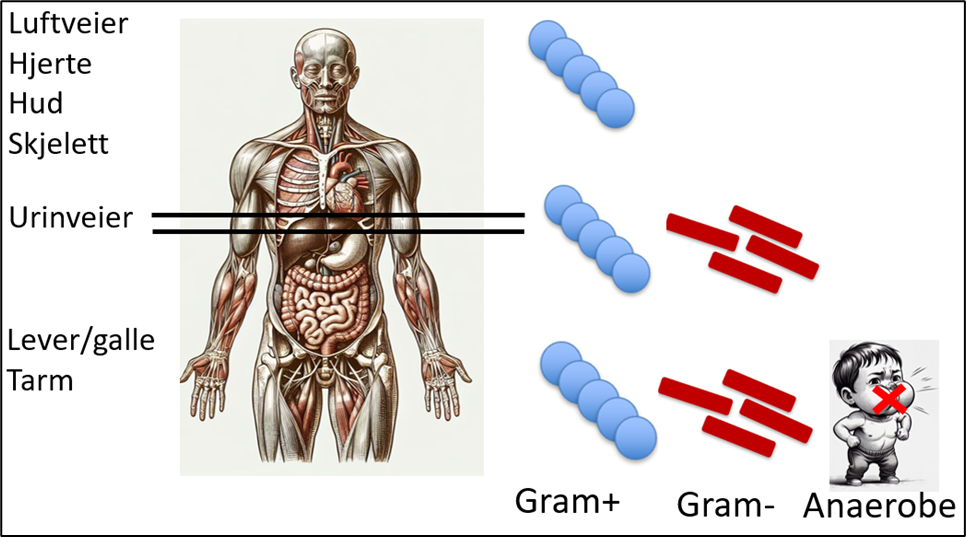 Luftveier
Hjerte
Hud
Skjelett
Urinveier
Lever/galle
Tarm
Gram+
Gram-
Anaerobe